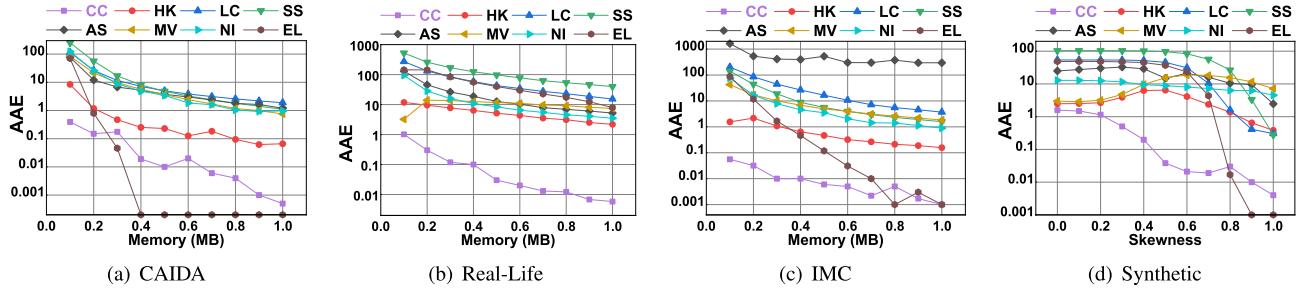 CC HK LC SS
AS MV NI EL
AAE
100
10
1
0.1
0.01
0.001
0.0 0.2 0.4 0.6 0.8 1.0
Memory (MB)
(a) CAIDA
CC HK LC SS
AS MV NI EL
AAE
1000
100
10
1
0.1
0.01
0.0 0.2 0.4 0.6 0.8 1.0
Memory (MB)
(b) Real-Life
CC HK LC SS
AS MV NI EL
AAE
1000
100
10
1
0.1
0.01
0.001
0.0 0.2 0.4 0.6 0.8 1.0
Memory (MB)
(c) IMC
CC HK LC SS
AS MV NI EL
AAE
100
10
1
0.1
0.01
0.001
0.0 0.2 0.4 0.6 0.8 1.0
Skewness
(d) Synthetic